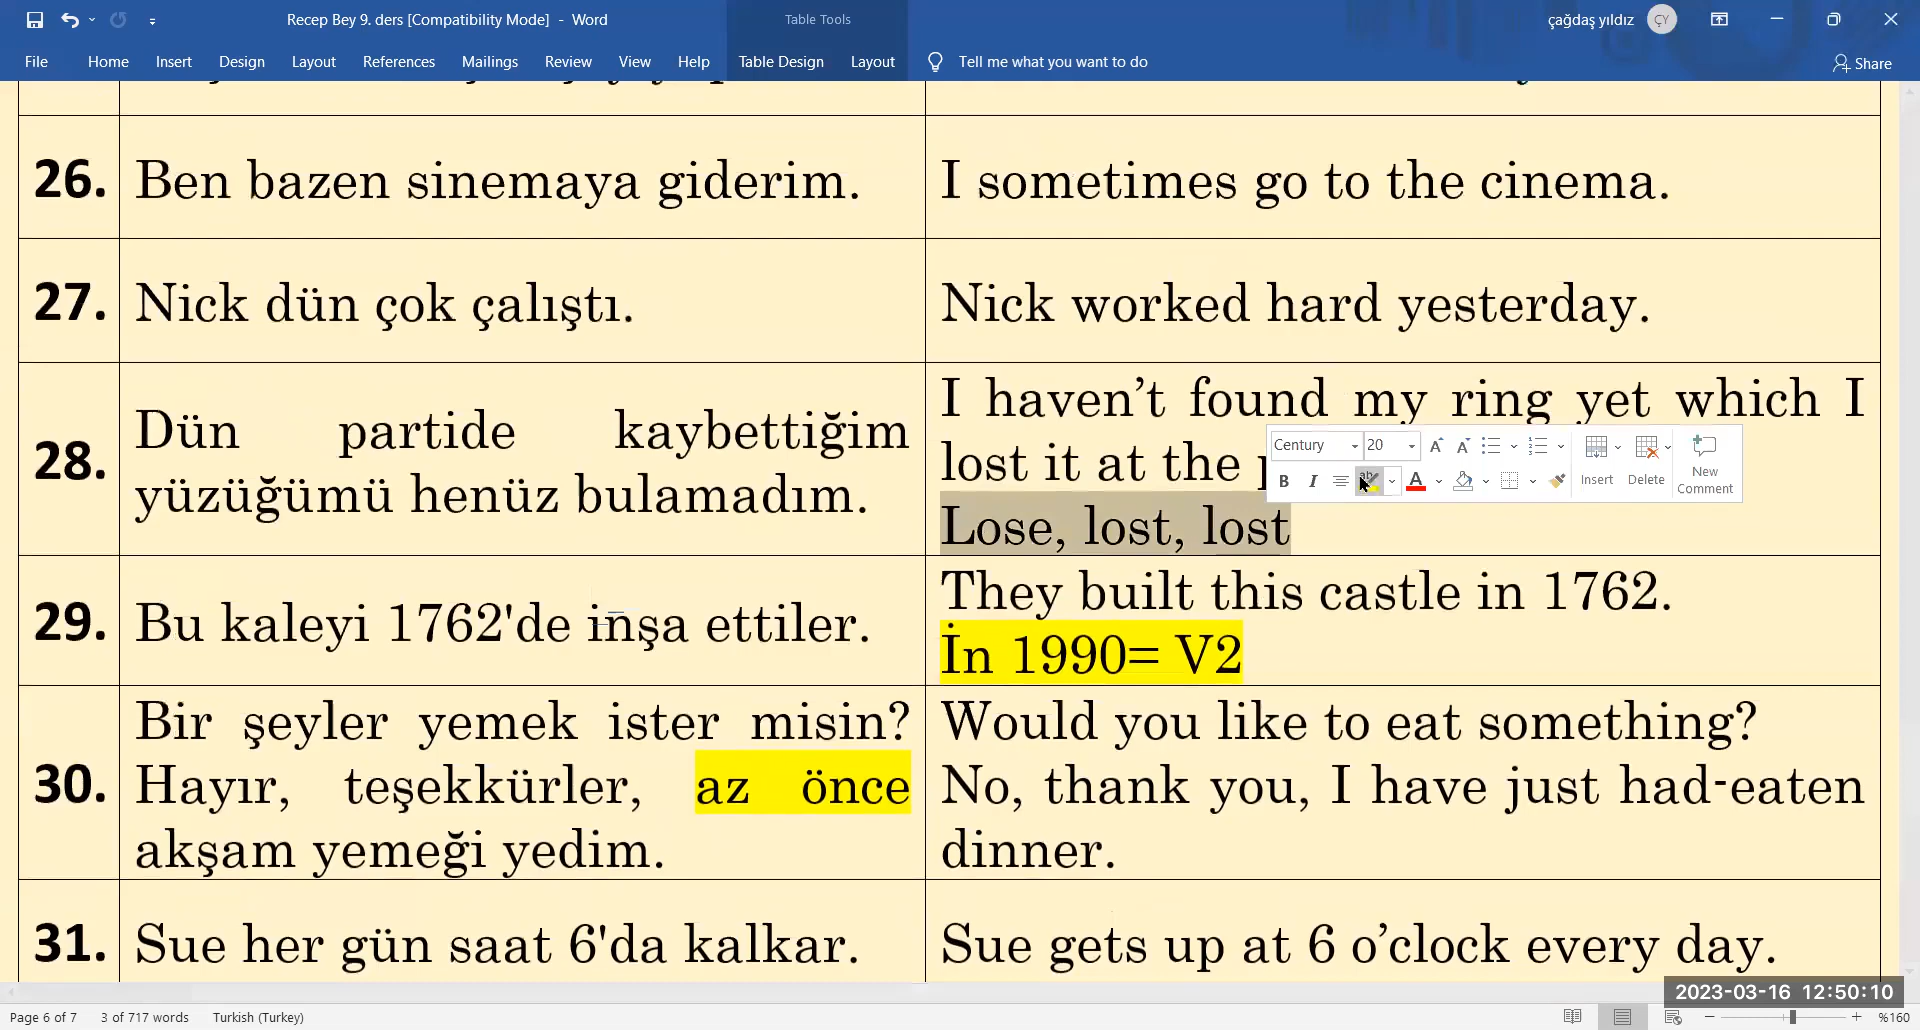 Recep Bey 9. ders [Compatibility Mode] - Word
Table Tools
çağdaş yıldız
ÇY
File Home Insert Design Layout References Mailings Review View Help Table Design Layout Tell me what you want to do
Share
26. Ben bazen sinemaya giderim. I sometimes go to the cinema.
27. Nick dün çok çalıştı. Nick worked hard yesterday.
28. Dün partide kaybettiğim
yüzüğümü henüz bulamadım.
I haven't found my ring yet which I
lost it at the
Lose, lost, lost
Century 20
New
Comment
Insert Delete
29. Bu kaleyi 1762'de inşa ettiler.
They built this castle in 1762.
İn 1990= V2
30. Bir şeyler yemek ister misin?
Hayır, teşekkürler, az önce
akşam yemeği yedim.
Would you like to eat something?
No, thank you, I have just had-eaten
dinner.
31. Sue her gün saat 6'da kalkar. Sue gets up at 6 o'clock every day.
2023-03-16 12:50:10
Page 6 of 7 3 of 717 words Turkish (Turkey)
%160